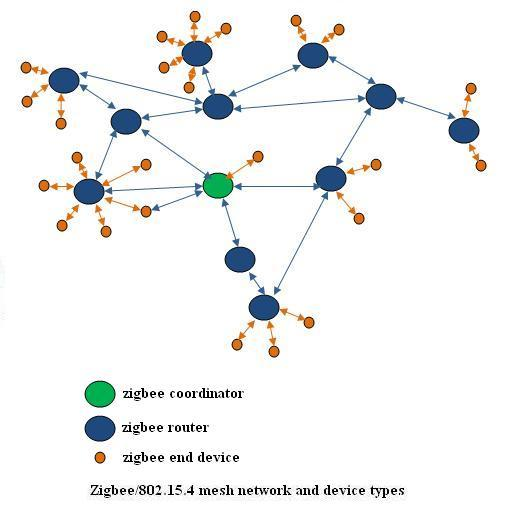 zigbee coordinator
zigbee router
zigbee end device
Zigbee/802.15.4 mesh network and device types